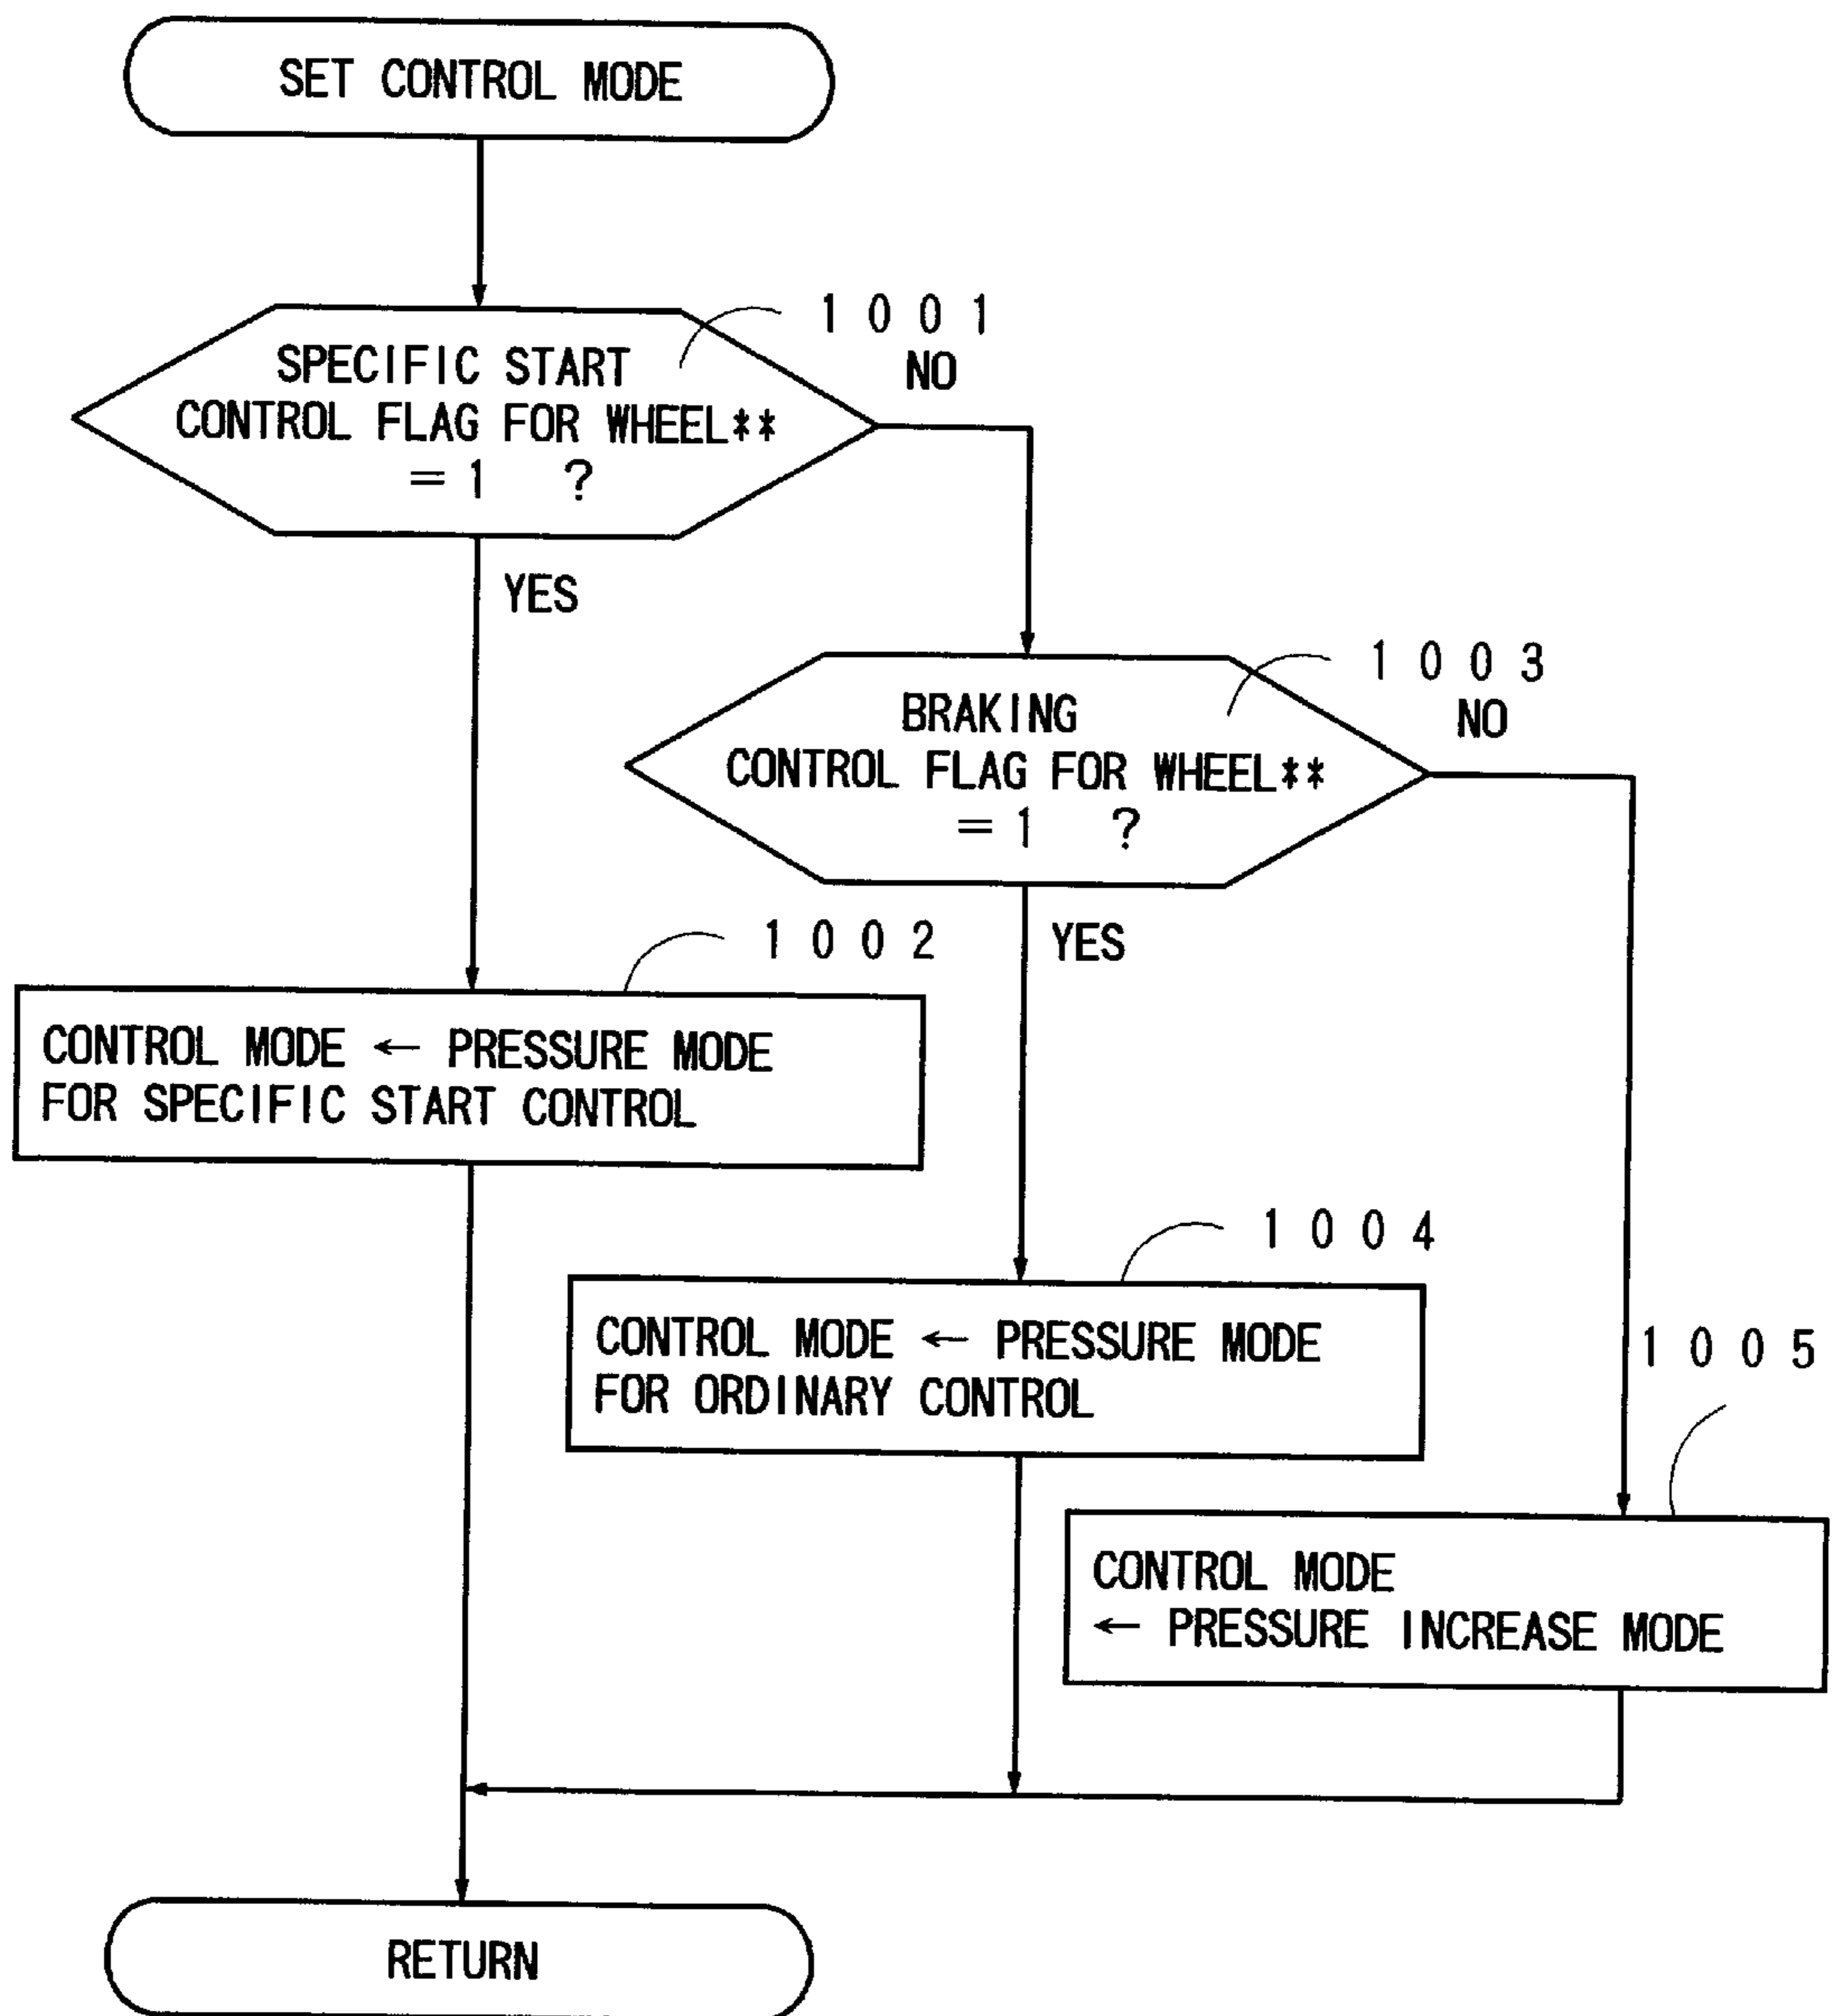 SET CONTROL MODE
1001
NO
SPECIFIC START
CONTROL FLAG FOR WHEEL**
=1 ?
YES
1003
NO
BRAKING
CONTROL FLAG FOR WHEEL**
=1 ?
YES
1002
CONTROL MODE ← PRESSURE MODE
FOR SPECIFIC START CONTROL
1004
CONTROL MODE ← PRESSURE MODE
FOR ORDINARY CONTROL
1005
CONTROL MODE
← PRESSURE INCREASE MODE
RETURN